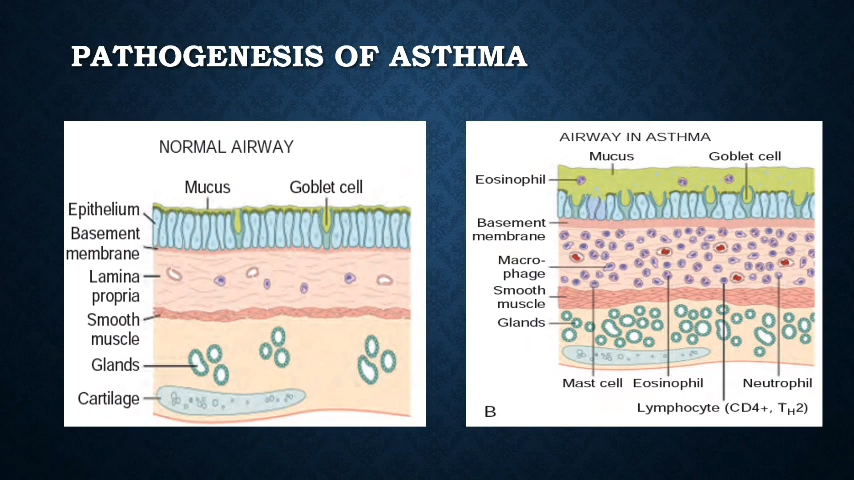 PATHOGENESIS OF ASTHMA
NORMAL AIRWAY
Mucus
Goblet cell
Epithelium
Basement
membrane
Lamina
propria
Smooth
muscle
Glands
Cartilage
AIRWAY IN ASTHMA
Mucus
Goblet cell
Eosinophil
Basement
membrane
Macro-
phage
Smooth
muscle
Glands
Mast cell
Eosinophil
Neutrophil
Lymphocyte (CD4+, TH2)
B